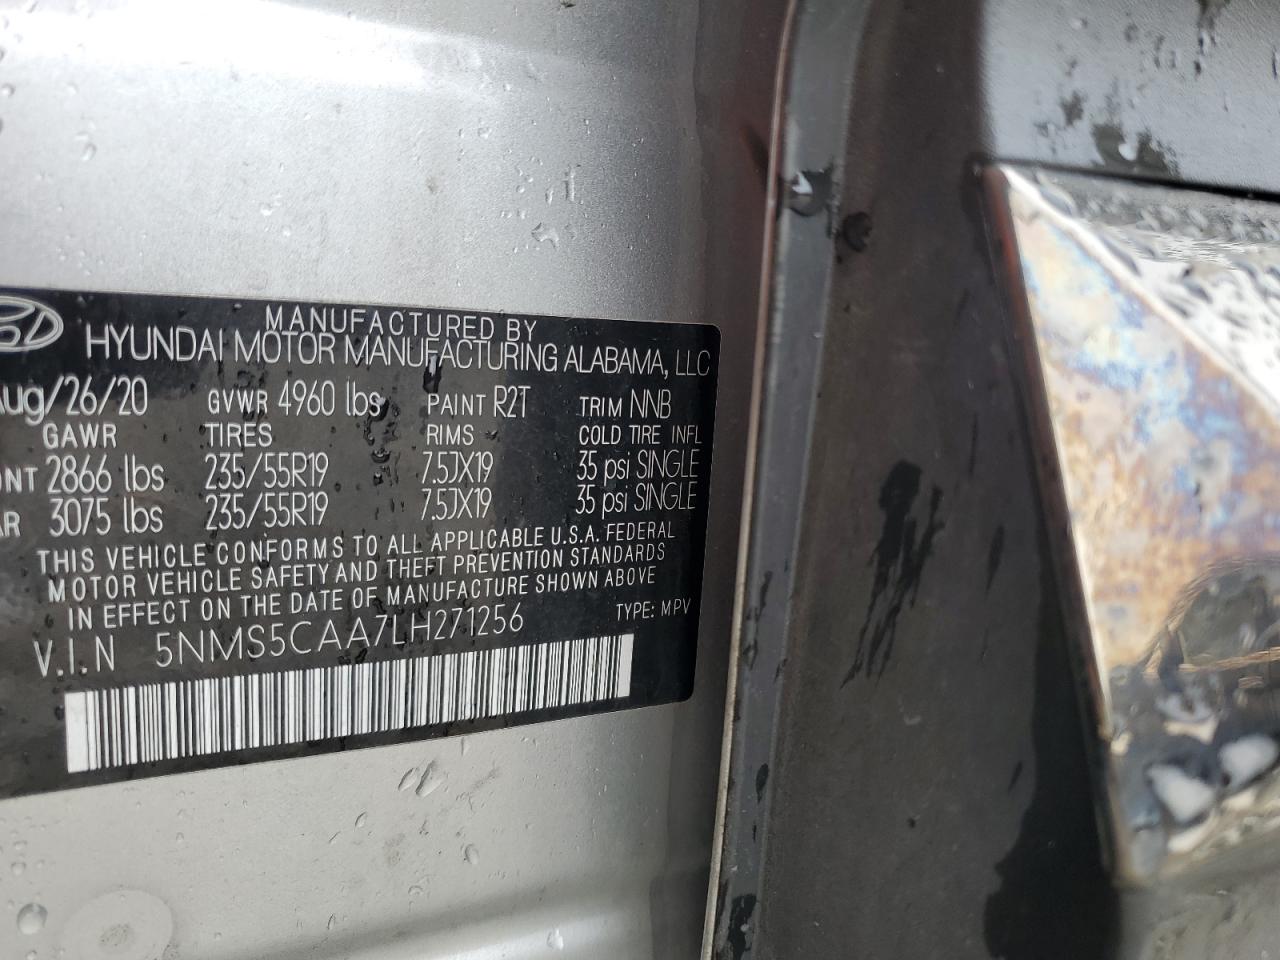 MANUFACTURED BY
HYUNDAI MOTOR MANUFACTURING ALABAMA, LLC
Aug/26/20 GVWR 4960 lbs PAINT R2T TRIM NNB
GAWR TIRES RIMS COLD TIRE INFL
2866 lbs 235/55R19 7.5JX19 35 psi SINGLE
3075 lbs 235/55R19 7.5JX19 35 psi SINGLE
THIS VEHICLE CONFORMS TO ALL APPLICABLE U.S.A. FEDERAL
MOTOR VEHICLE SAFETY AND THEFT PREVENTION STANDARDS
IN EFFECT ON THE DATE OF MANUFACTURE SHOWN ABOVE
V.I.N 5NMS5CAA7LH271256 TYPE: MPV